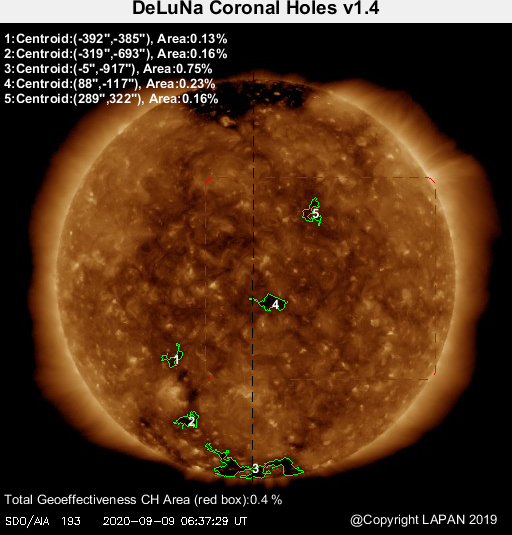 DeLuNa Coronal Holes v1.4
1:Centroid:(-392",-385"), Area:0.13%
2:Centroid:(-319",-693"), Area:0.16%
3:Centroid:(-5",-917"), Area:0.75%
4:Centroid:(88",-117"), Area:0.23%
5:Centroid:(289",322"), Area:0.16%
5
4
1
2
3
Total Geoeffectiveness CH Area (red box):0.4 %
SDO/AIA 193 2020-09-09 06:37:29 UT
@Copyright LAPAN 2019